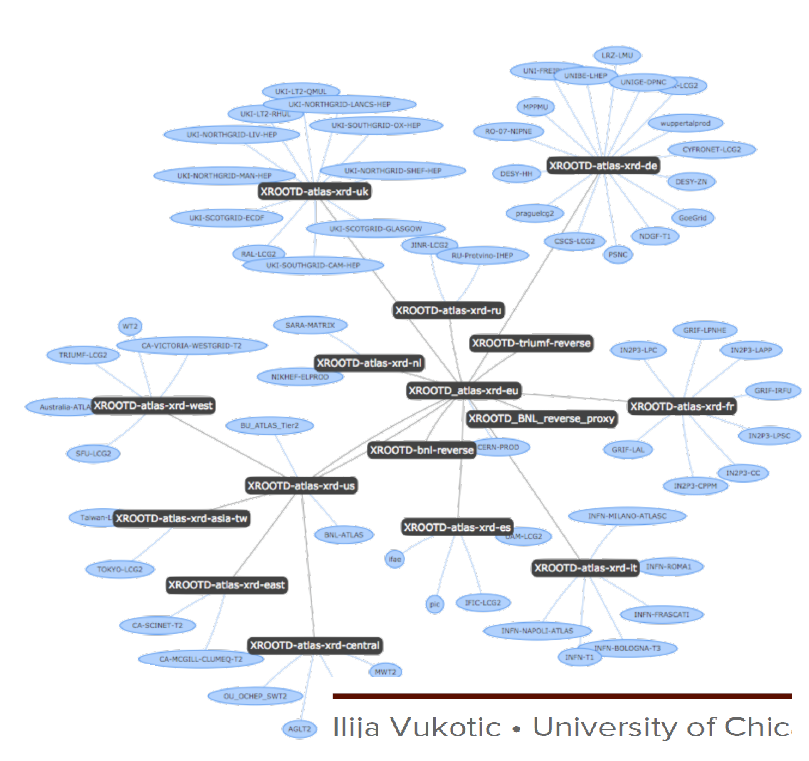 LRZ-LMU
UNI-FREI
UNIBE-LHEP
UNIGE-DPNC
-LCG2
UKI-LT2-QMUL
UKI-NORTHGRID-LANCS-HEP
MPPMU
UKI-LT2-RHUL
UKI-SOUTHGRID-OX-HEP
wuppertalprod
RO-07-NIPNE
UKI-NORTHGRID-LIV-HEP
CYFRONET-LCG2
XROOTD-atlas-xrd-de
UKI-NORTHGRID-MAN-HEP
UKI-NORTHGRID-SHEF-HEP
DESY-HH
DESY-ZN
XROOTD-atlas-xrd-uk
praguelcg2
GoeGrid
UKI-SCOTGRID-ECDF
UKI-SCOTGRID-GLASGOW
NDGF-T1
CSCS-LCG2
JINR-LCG2
RAL-LCG2
RU-Protvino-IHEP
PSNC
UKI-SOUTHGRID-CAM-HEP
XROOTD-atlas-xrd-ru
SARA-MATRIX
WT2
GRIF-LPNHE
XROOTD-triumf-reverse
CA-VICTORIA-WESTGRID-T2
IN2P3-LPC
IN2P3-LAPP
TRIUMF-LCG2
XROOTD-atlas-xrd-nl
NIKHEF-ELPROD
XROOTD_atlas-xrd-eu
GRIF-IRFU
Australia-ATLA
XROOTD-atlas-xrd-west
XROOTD-atlas-xrd-fr
XROOTD_BNL_reverse_proxy
BU_ATLAS_Tier2
IN2P3-LPSC
CERN-PROD
XROOTD-bnl-reverse
GRIF-LAL
SFU-LCG2
IN2P3-CC
XROOTD-atlas-xrd-us
IN2P3-CPPM
INFN-MILANO-ATLASC
Taiwan-L
XROOTD-atlas-xrd-asia-tw
XROOTD-atlas-xrd-es
BNL-ATLAS
UAM-LCG2
ifae
INFN-ROMA1
TOKYO-LCG2
XROOTD-atlas-xrd-it
XROOTD-atlas-xrd-east
pic
IFIC-LCG2
INFN-FRASCATI
CA-SCINET-T2
INFN-NAPOLI-ATLAS
XROOTD-atlas-xrd-central
INFN-BOLOGNA-T3
CA-MCGILL-CLUMEQ-T2
INFN-T1
MWT2
OU_OCHEP_SWT2
AGLT2
Ilija Vukotic • University of Chic